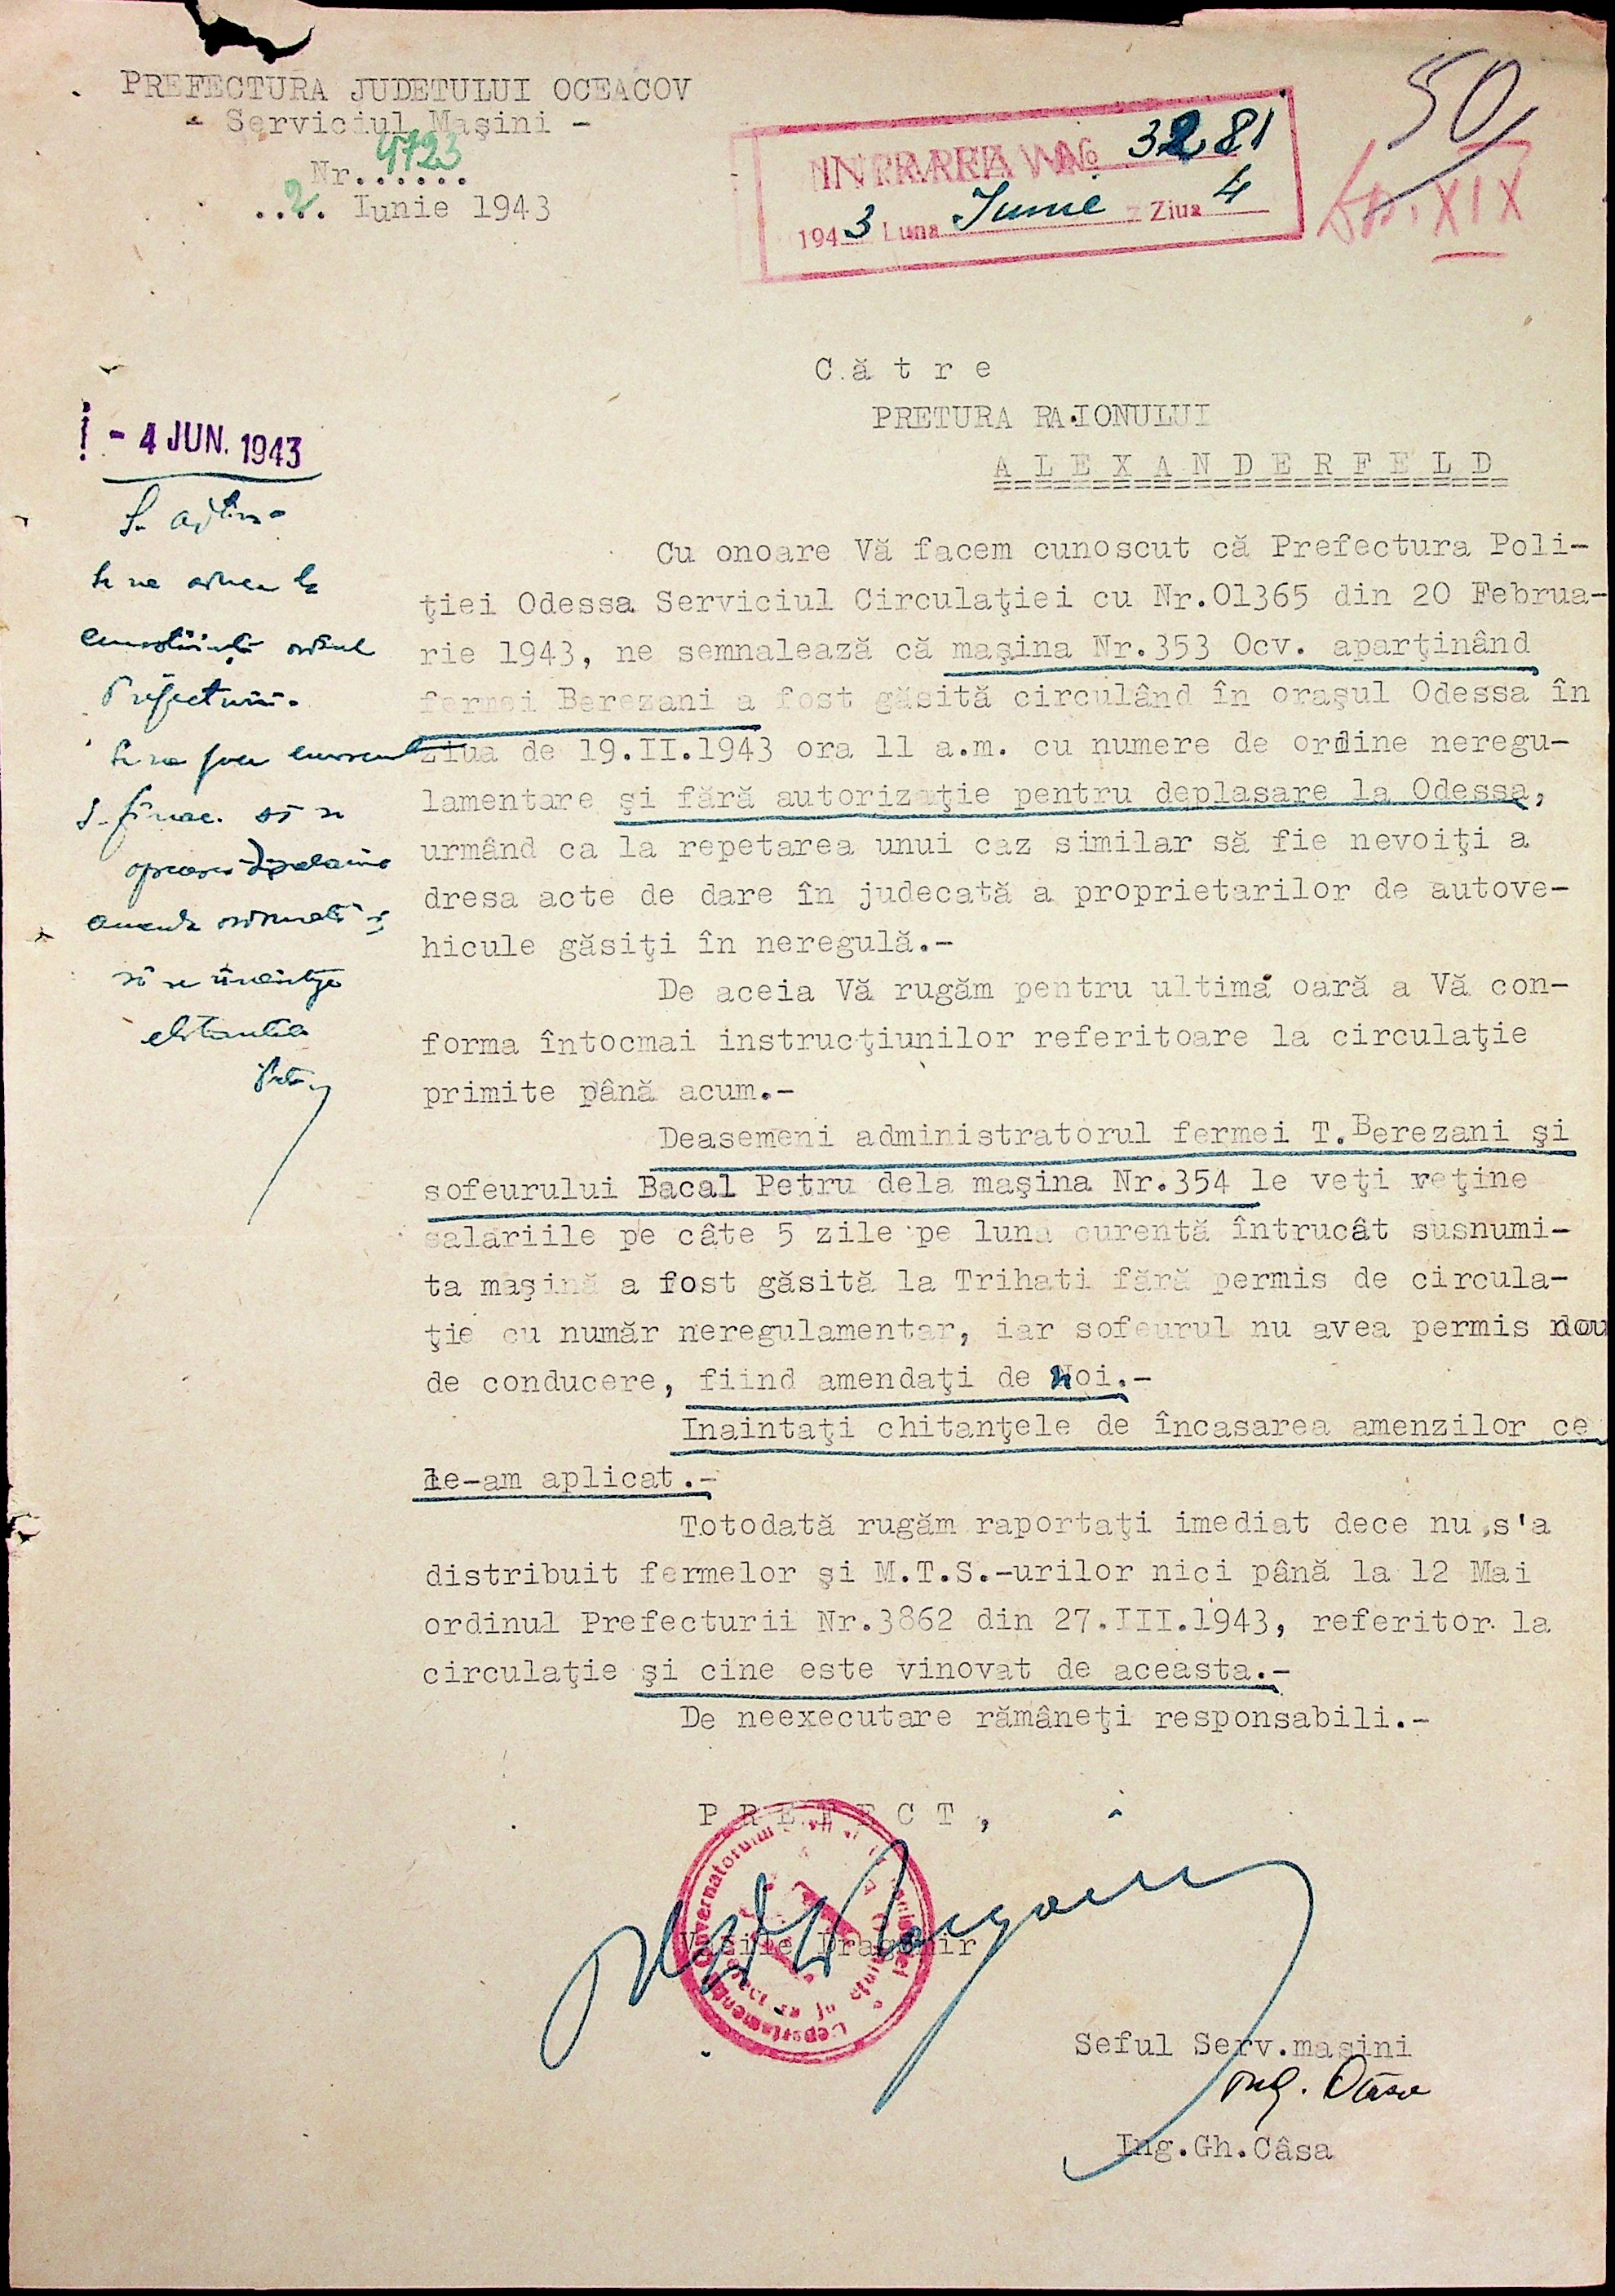 PREFECTURA JUDETULUI OCEACOV
- Serviciul Maşini -
Nr...... 4723
.... 2 Iunie 1943
INTRAREA No 3281
1943 Luna Iunie Ziua 4
50
XIX
C ă t r e
PRETURA RAIONULUI
A L E X A N D E R F E L D
- 4 JUN. 1943
Cu onoare Vă facem cunoscut că Prefectura Poli-
ţiei Odessa Serviciul Circulaţiei cu Nr.01365 din 20 Februa-
rie 1943, ne semnalează că maşina Nr.353 Ocv. aparţinând
fermei Berezani a fost găsită circulând în oraşul Odessa în
ziua de 19.II.1943 ora 11 a.m. cu numere de ordine neregu-
lamentare şi fără autorizaţie pentru deplasare la Odessa,
urmând ca la repetarea unui caz similar să fie nevoiţi a
dresa acte de dare în judecată a proprietarilor de autove-
hicule găsiţi în neregulă.-
De aceia Vă rugăm pentru ultima oară a Vă con-
forma întocmai instrucţiunilor referitoare la circulaţie
primite până acum.-
Deasemeni administratorul fermei T.Berezani şi
sofeurului Bacal Petru dela maşina Nr.354 le veţi reţine
salariile pe câte 5 zile pe luna curentă întrucât susnumi-
ta maşină a fost găsită la Trihati fără permis de circula-
ţie cu număr neregulamentar, iar sofeurul nu avea permis nou
de conducere, fiind amendaţi de Noi.-
Inaintaţi chitanţele de încasarea amenzilor ce
le-am aplicat.-
Totodată rugăm raportaţi imediat dece nu s'a
distribuit fermelor şi M.T.S.-urilor nici până la 12 Mai
ordinul Prefecturii Nr.3862 din 27.III.1943, referitor la
circulaţie şi cine este vinovat de aceasta.-
De neexecutare rămâneţi responsabili.-
ordinul
Prefecturii.
P R E F E C T ,
Vasile Dragomir
Seful Serv.masini
Ing.Gh.Câsa